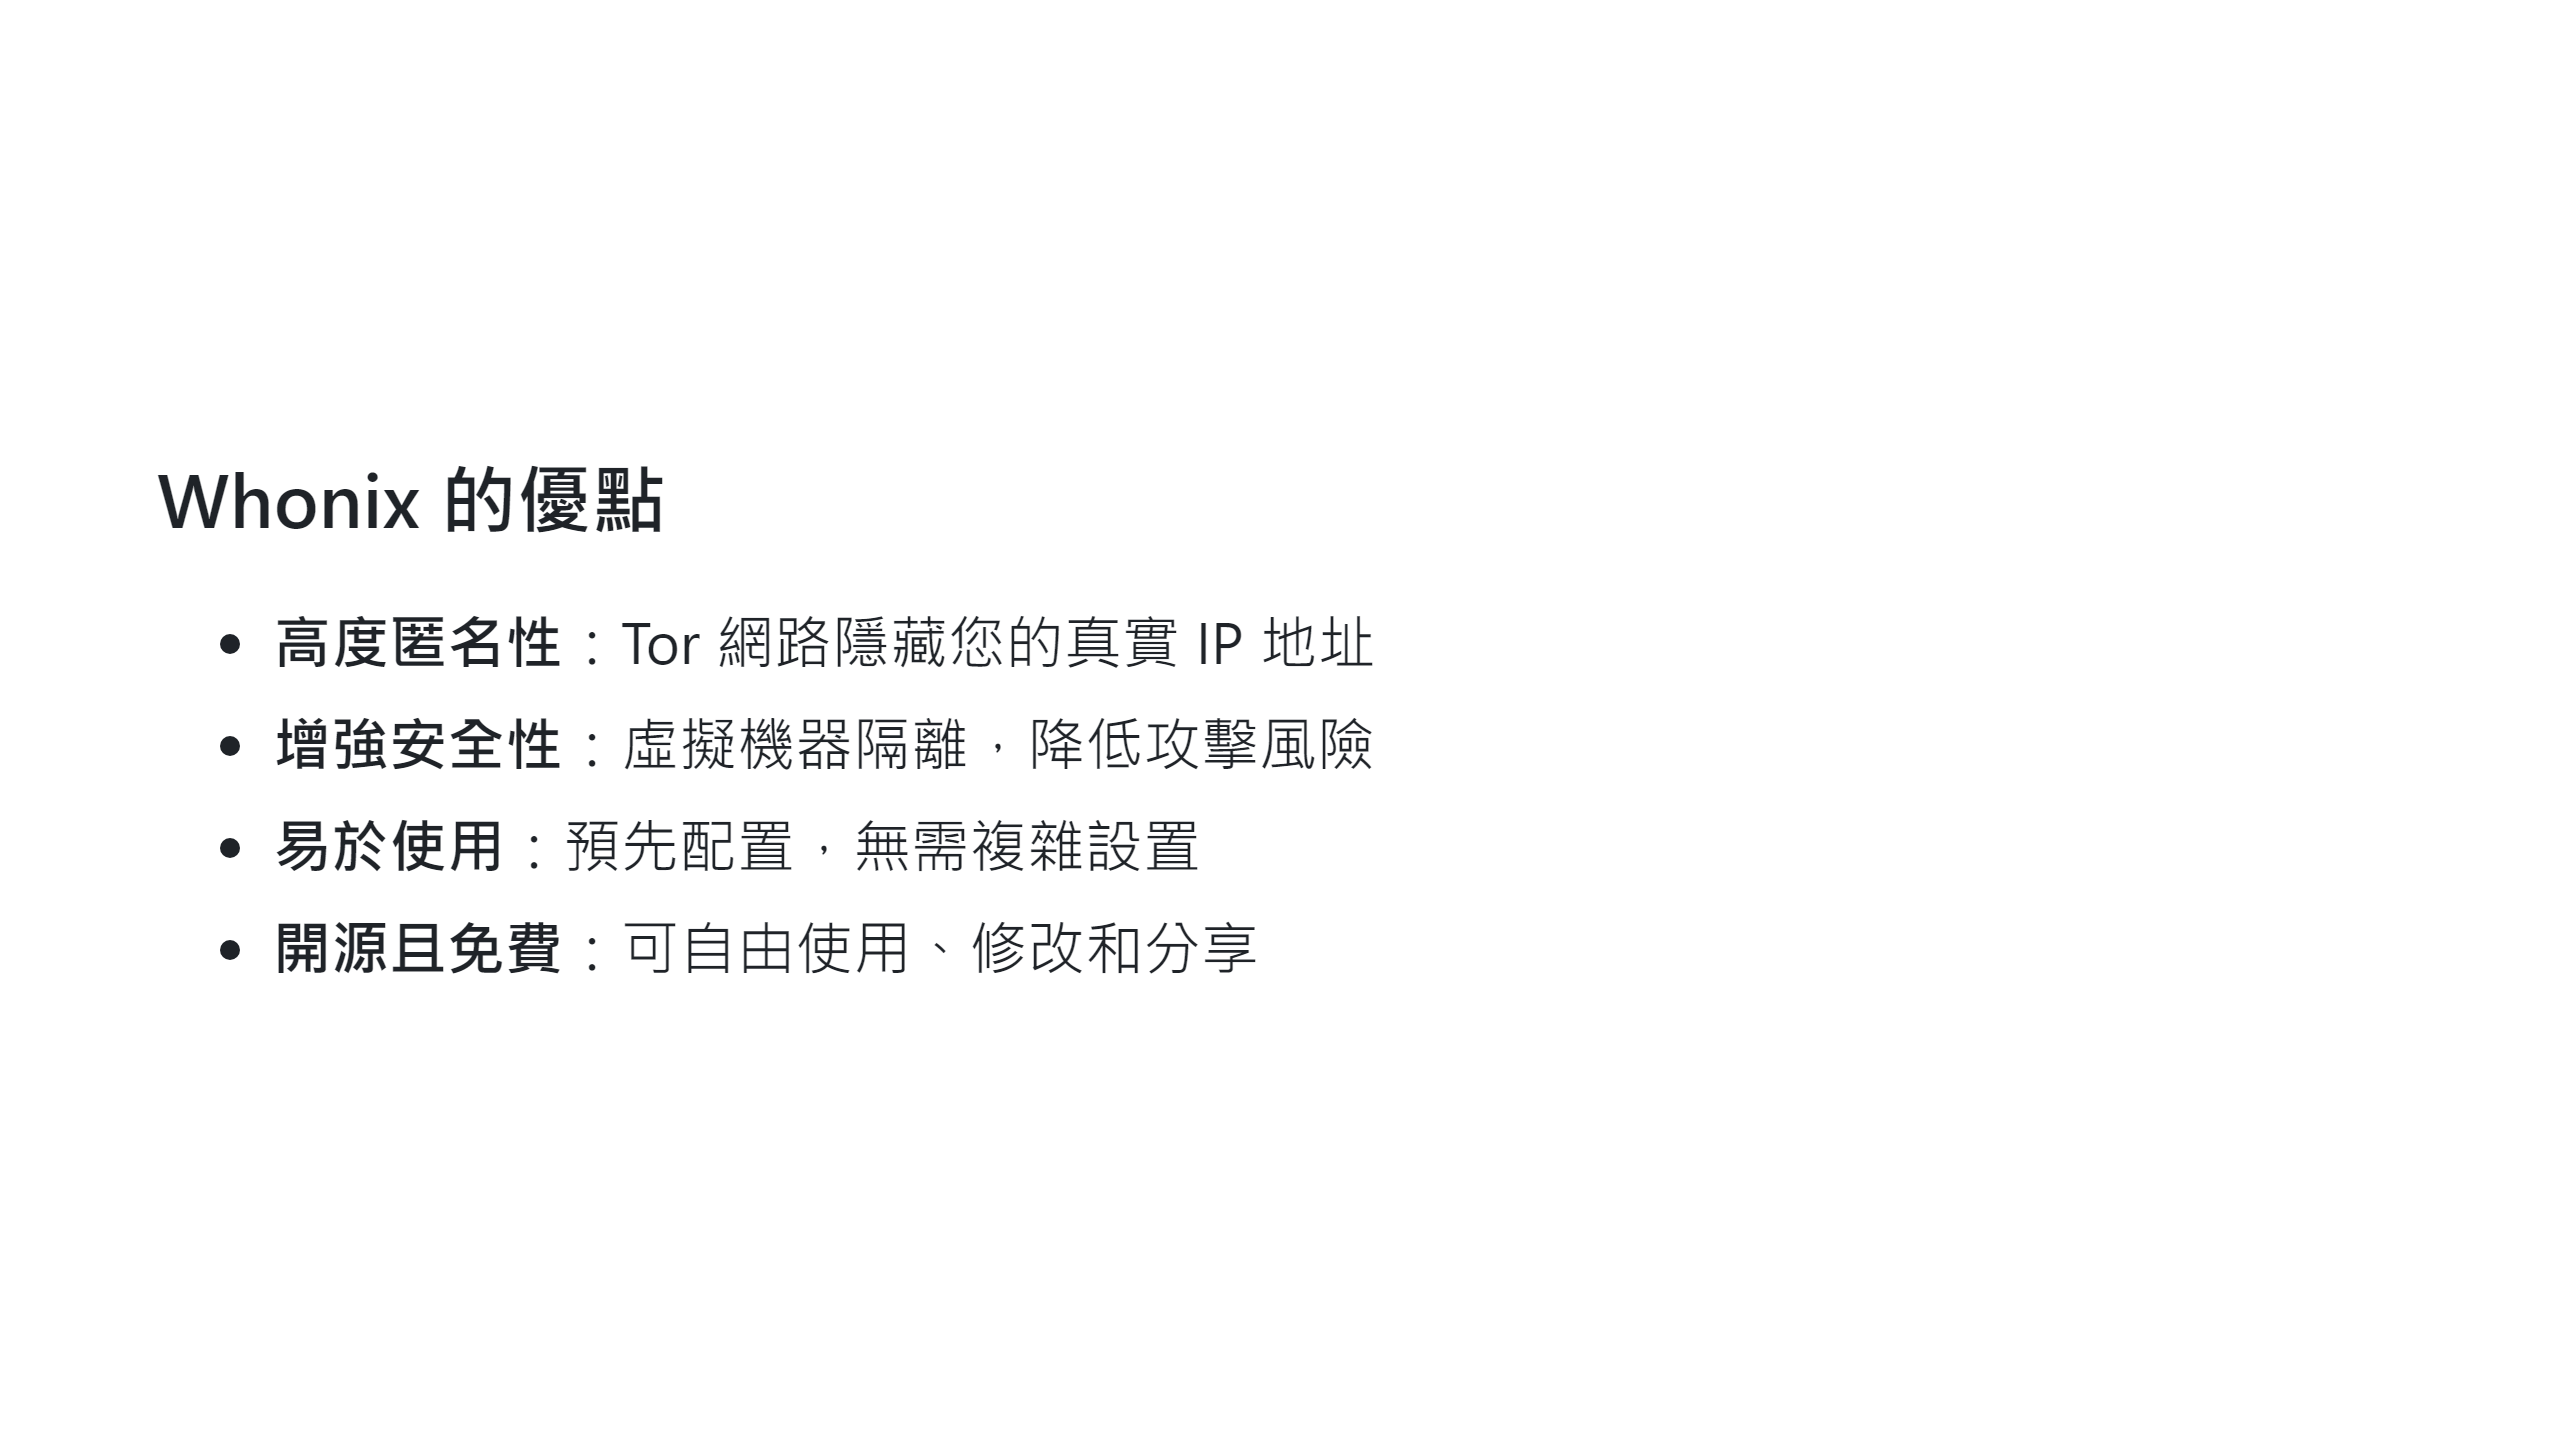 Whonix 的優點
• 高度匿名性：Tor 網路隱藏您的真實 IP 地址
• 增強安全性：虛擬機器隔離，降低攻擊風險
• 易於使用：預先配置，無需複雜設置
• 開源且免費：可自由使用、修改和分享